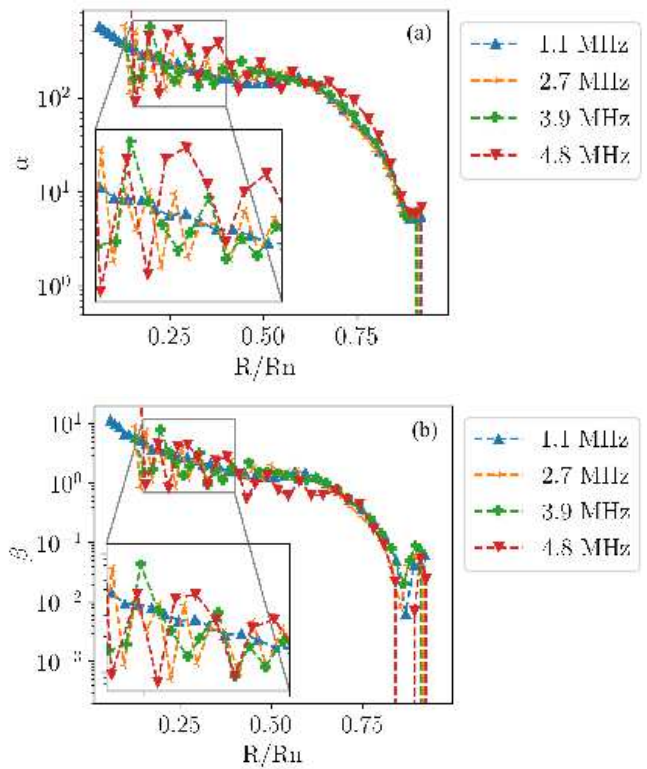 (a)
10²
10¹
10⁰
α
0.25 0.50 0.75
R/Rn
1.1 MHz
2.7 MHz
3.9 MHz
4.8 MHz
(b)
10¹
10⁰
10⁻¹
10⁻²
10⁻³
β
0.25 0.50 0.75
R/Rn
1.1 MHz
2.7 MHz
3.9 MHz
4.8 MHz